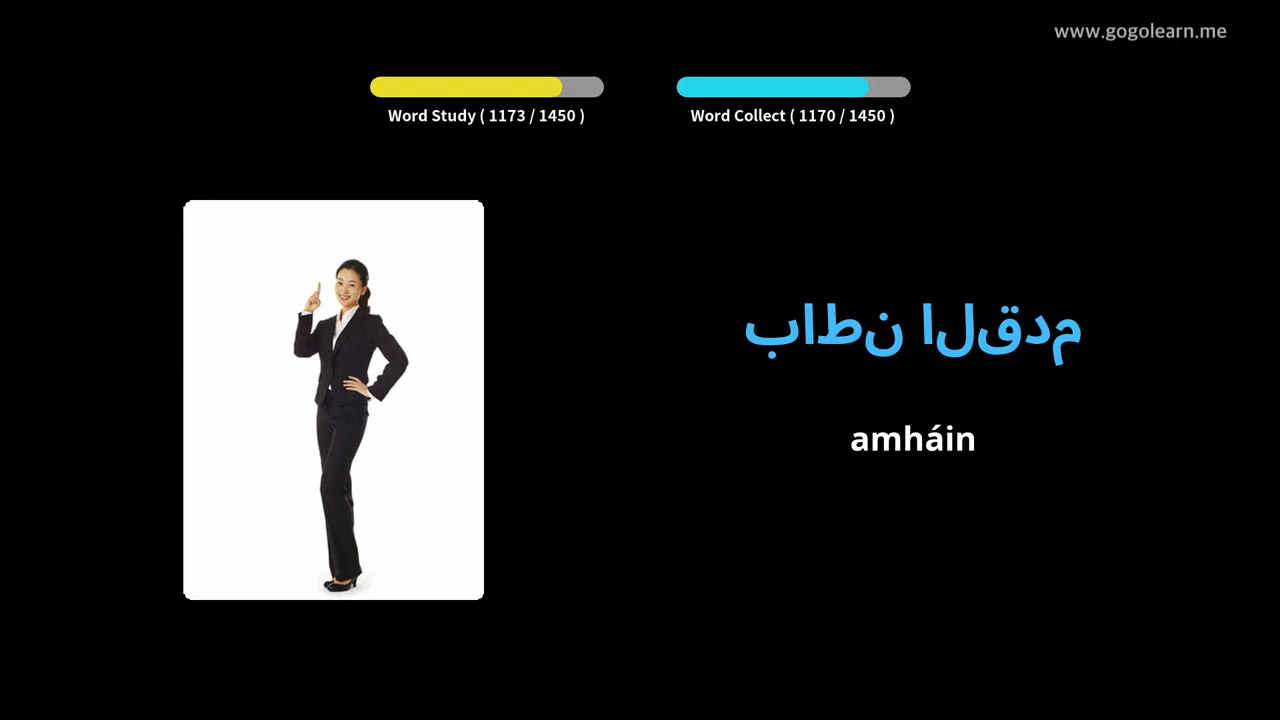 www.gogolearn.me
Word Study ( 1173 / 1450 )
Word Collect ( 1170 / 1450 )
باطن القدم
amháin